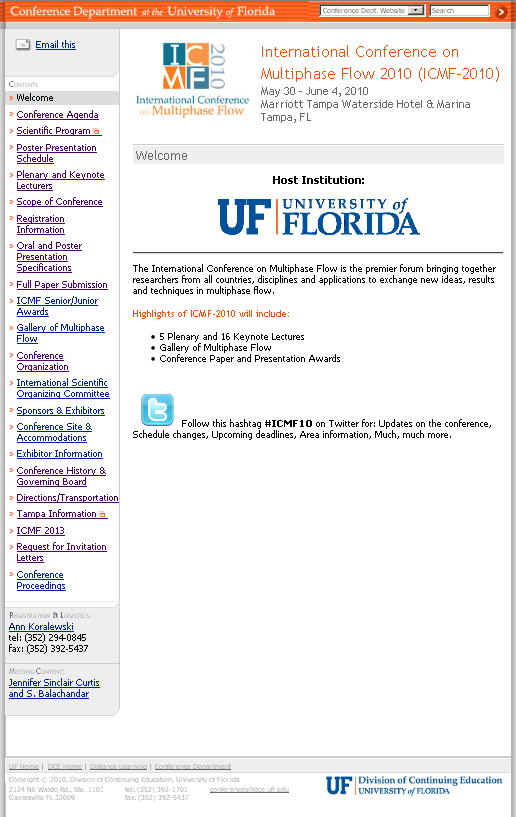 Conference Department at the University of Florida
Conference Dept. Website
Search
Email this
Contents
Welcome
Conference Agenda
Scientific Program
Poster Presentation
Schedule
Plenary and Keynote
Lecturers
Scope of Conference
Registration
Information
Oral and Poster
Presentation
Specifications
Full Paper Submission
ICMF Senior/Junior
Awards
Gallery of Multiphase
Flow
Conference
Organization
International Scientific
Organizing Committee
Sponsors & Exhibitors
Conference Site &
Accommodations
Exhibitor Information
Conference History &
Governing Board
Directions/Transportation
Tampa Information
ICMF 2013
Request for Invitation
Letters
Conference
Proceedings
Registration & Logistics:
Ann Koralewski
tel: (352) 294-0845
fax: (352) 392-5437
Meeting Content:
Jennifer Sinclair Curtis
and S. Balachandar
IC
MF
2010
International Conference
on Multiphase Flow
International Conference on
Multiphase Flow 2010 (ICMF-2010)
May 30 - June 4, 2010
Marriott Tampa Waterside Hotel & Marina
Tampa, FL
Welcome
Host Institution:
UF UNIVERSITY of
FLORIDA
The International Conference on Multiphase Flow is the premier forum bringing together
researchers from all countries, disciplines and applications to exchange new ideas, results
and techniques in multiphase flow.
Highlights of ICMF-2010 will include:
• 5 Plenary and 16 Keynote Lectures
• Gallery of Multiphase Flow
• Conference Paper and Presentation Awards
Follow this hashtag #ICMF10 on Twitter for: Updates on the conference,
Schedule changes, Upcoming deadlines, Area information, Much, much more.
UF Home | DCE Home | Distance Learning | Conference Department
Copyright © 2010, Division of Continuing Education, University of Florida
2124 NE Waldo Rd., Ste. 1101 tel: (352) 392-1701 conferences@dce.ufl.edu
Gainesville FL 32609 fax: (352) 392-5437
UF Division of Continuing Education
UNIVERSITY of FLORIDA